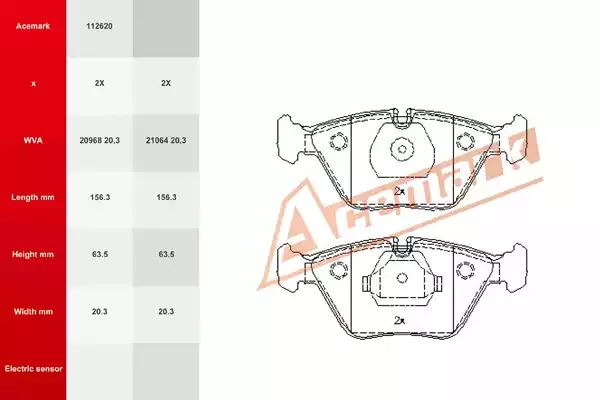 Acemark 112620
x 2X 2X
WVA 20968 20,3 21064 20,3
Length mm 156.3 156.3
Height mm 63.5 63.5
Width mm 20.3 20.3
Electric sensor
2x
2x
Acemark